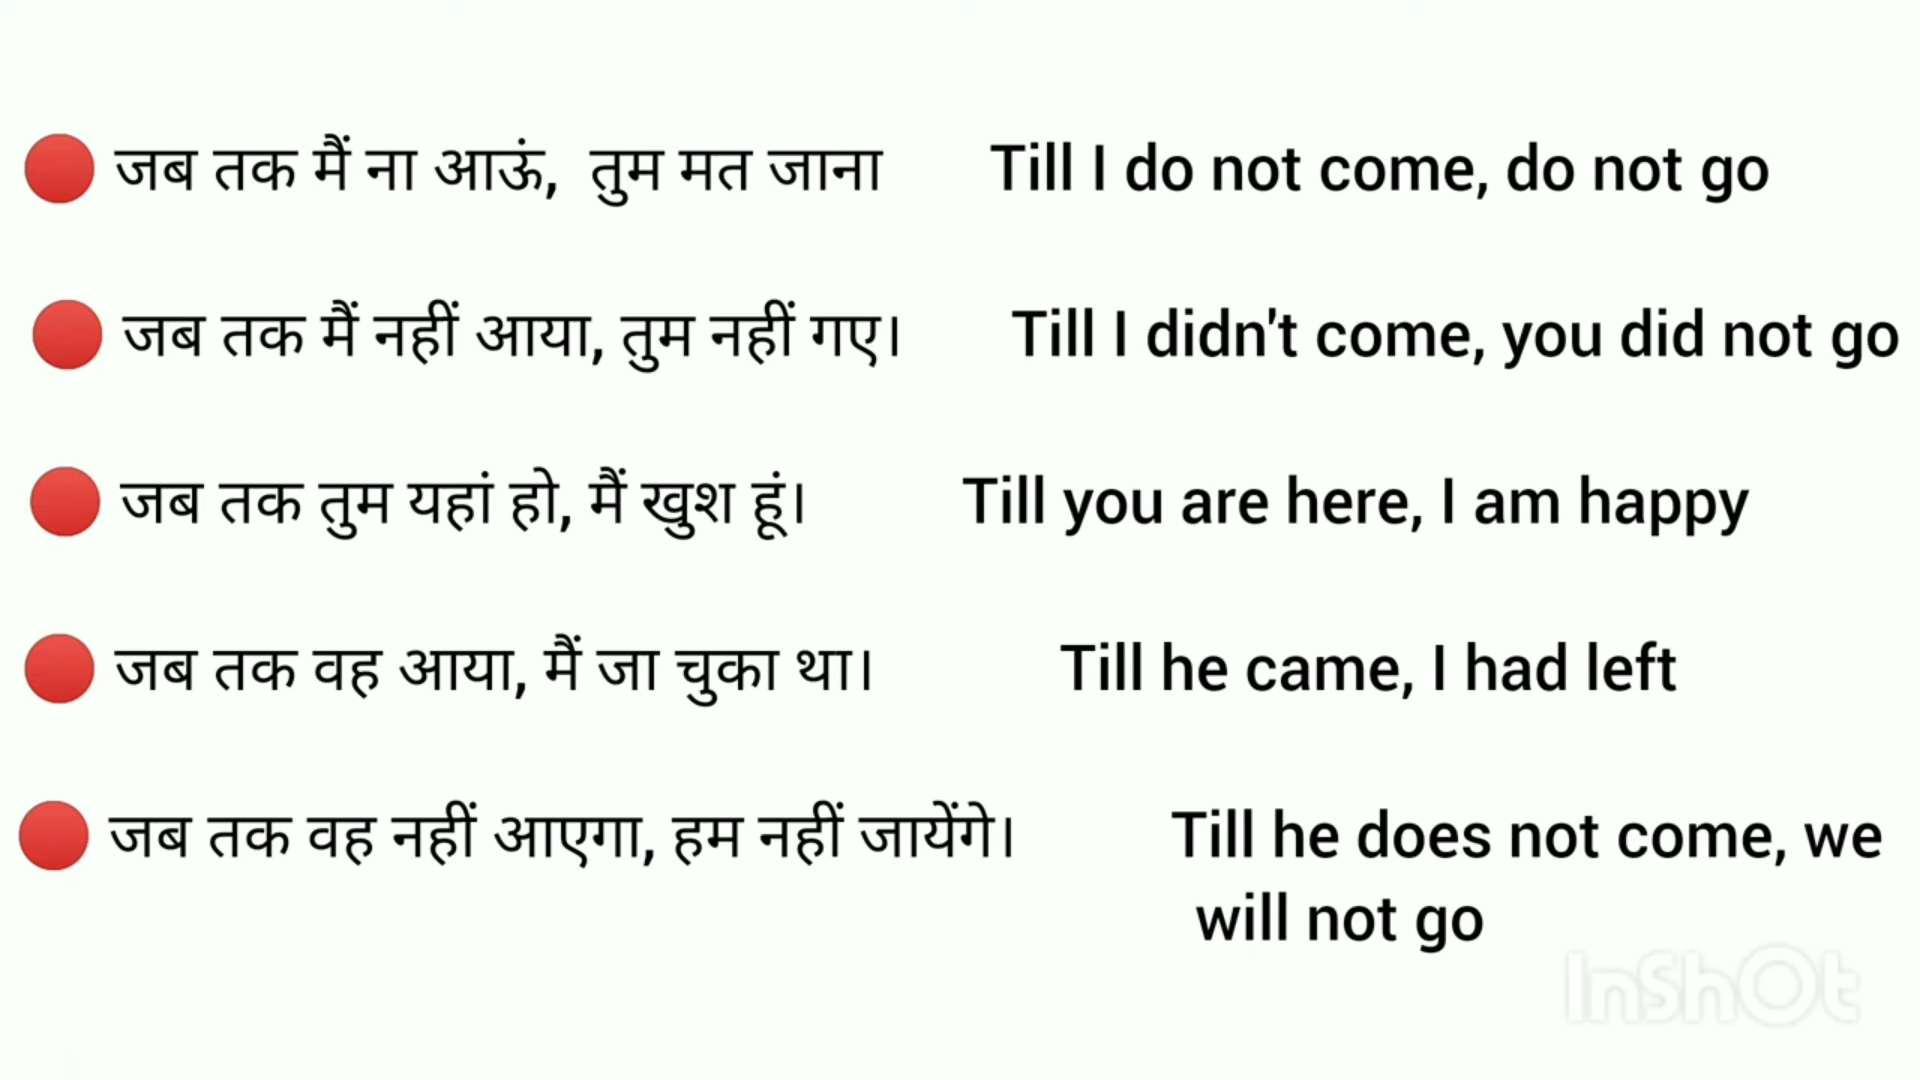 जब तक मैं ना आऊं, तुम मत जाना Till I do not come, do not go
जब तक मैं नहीं आया, तुम नहीं गए। Till I didn't come, you did not go
जब तक तुम यहां हो, मैं खुश हूं। Till you are here, I am happy
जब तक वह आया, मैं जा चुका था। Till he came, I had left
जब तक वह नहीं आएगा, हम नहीं जायेंगे। Till he does not come, we
will not go
InShOt